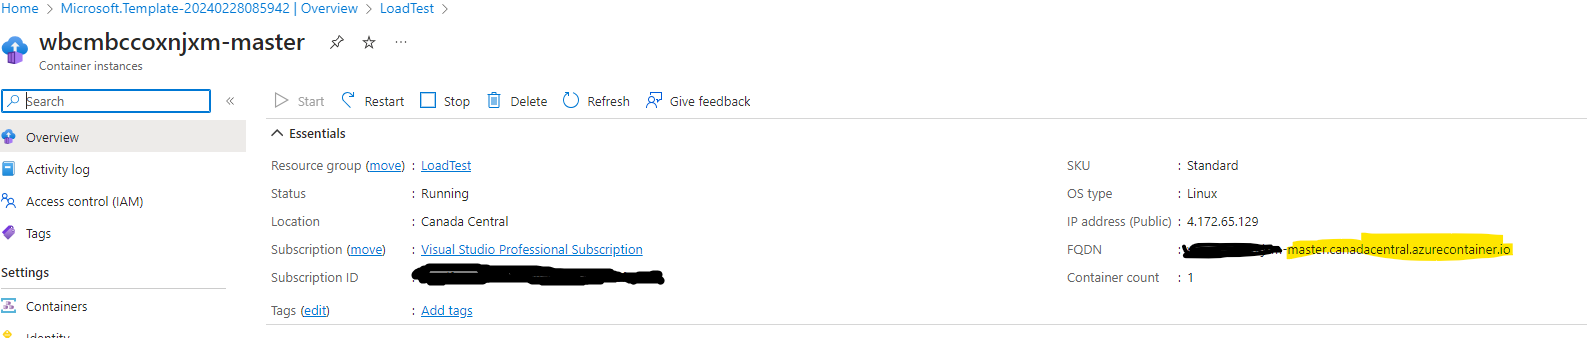 Home > Microsoft.Template-20240228085942 | Overview > LoadTest >
wbcmbccoxnjxm-master
Container instances
Search
Start Restart Stop Delete Refresh Give feedback
Overview
Activity log
Access control (IAM)
Tags
Settings
Containers
Identity
Essentials
Resource group (move) : LoadTest
Status : Running
Location : Canada Central
Subscription (move) : Visual Studio Professional Subscription
Subscription ID :
Tags (edit) : Add tags
SKU : Standard
OS type : Linux
IP address (Public) : 4.172.65.129
FQDN : -master.canadacentral.azurecontainer.io
Container count : 1